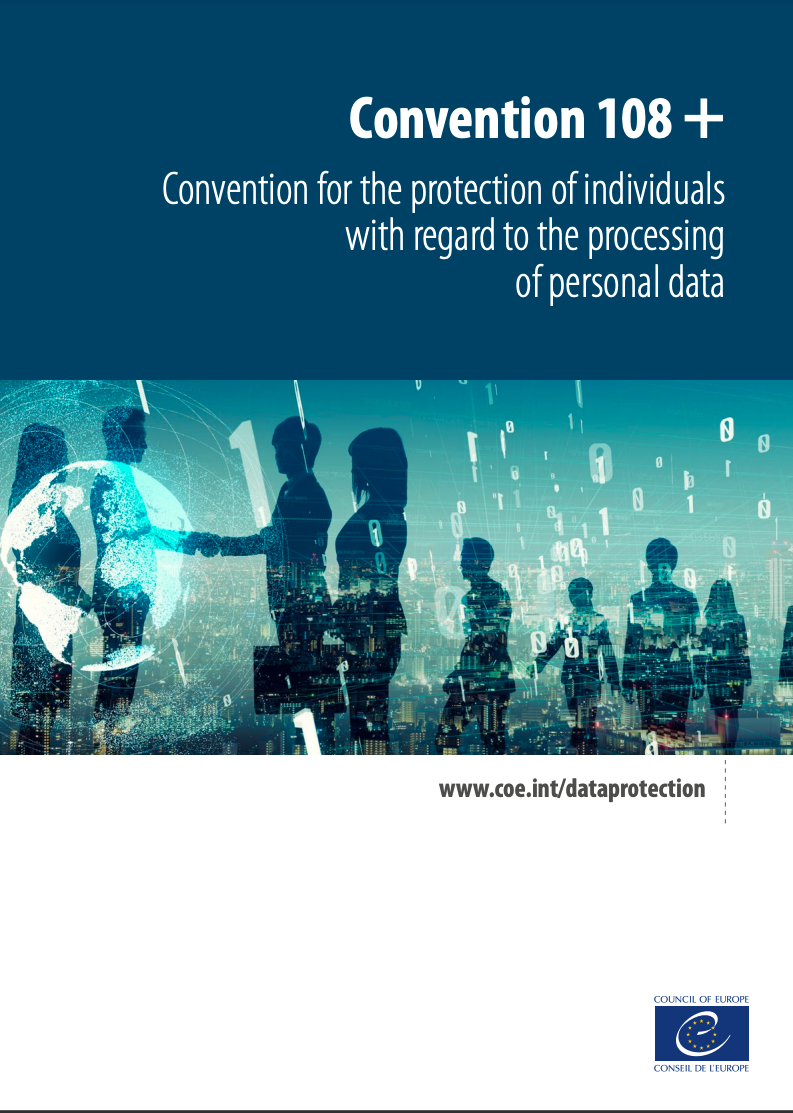 Convention 108 +
Convention for the protection of individuals
with regard to the processing
of personal data
www.coe.int/dataprotection
COUNCIL OF EUROPE
CONSEIL DE L'EUROPE